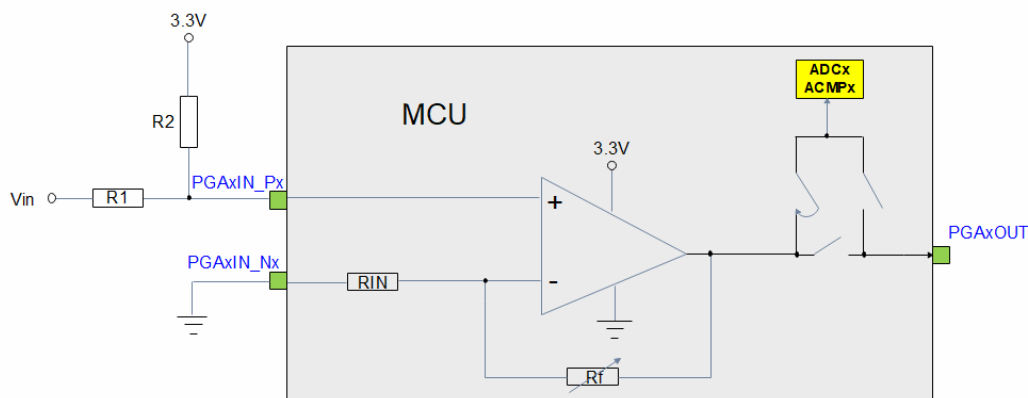 3.3V
ADCx
ACMPx
MCU
R2
3.3V
PGAxIN_Px
Vin
R1
+
PGAxOUT
PGAxIN_Nx
RIN
-
Rf